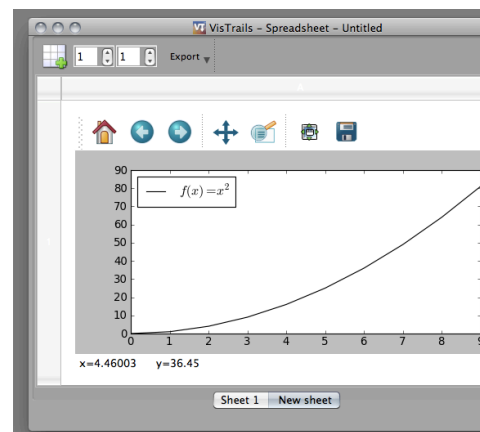 VisTrails – Spreadsheet – Untitled
1 1 Export
90
80
70
60
50
40
30
20
10
0
f(x)=x²
0 1 2 3 4 5 6 7 8 9
x=4.46003 y=36.45
Sheet 1 New sheet